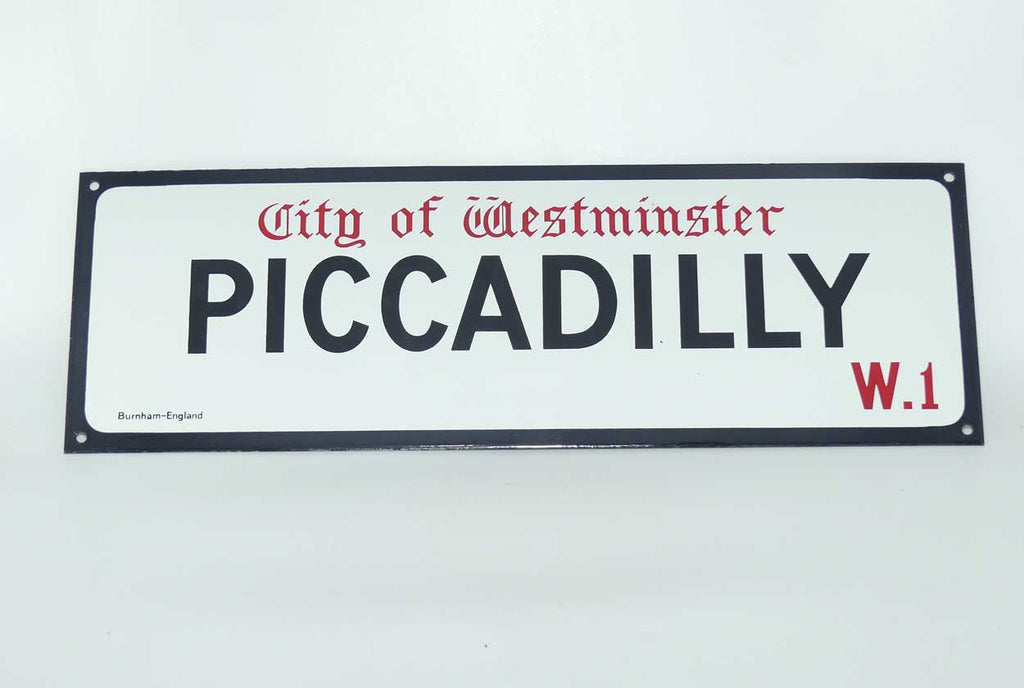 City of Westminster
PICCADILLY
W.1
Burnham-England